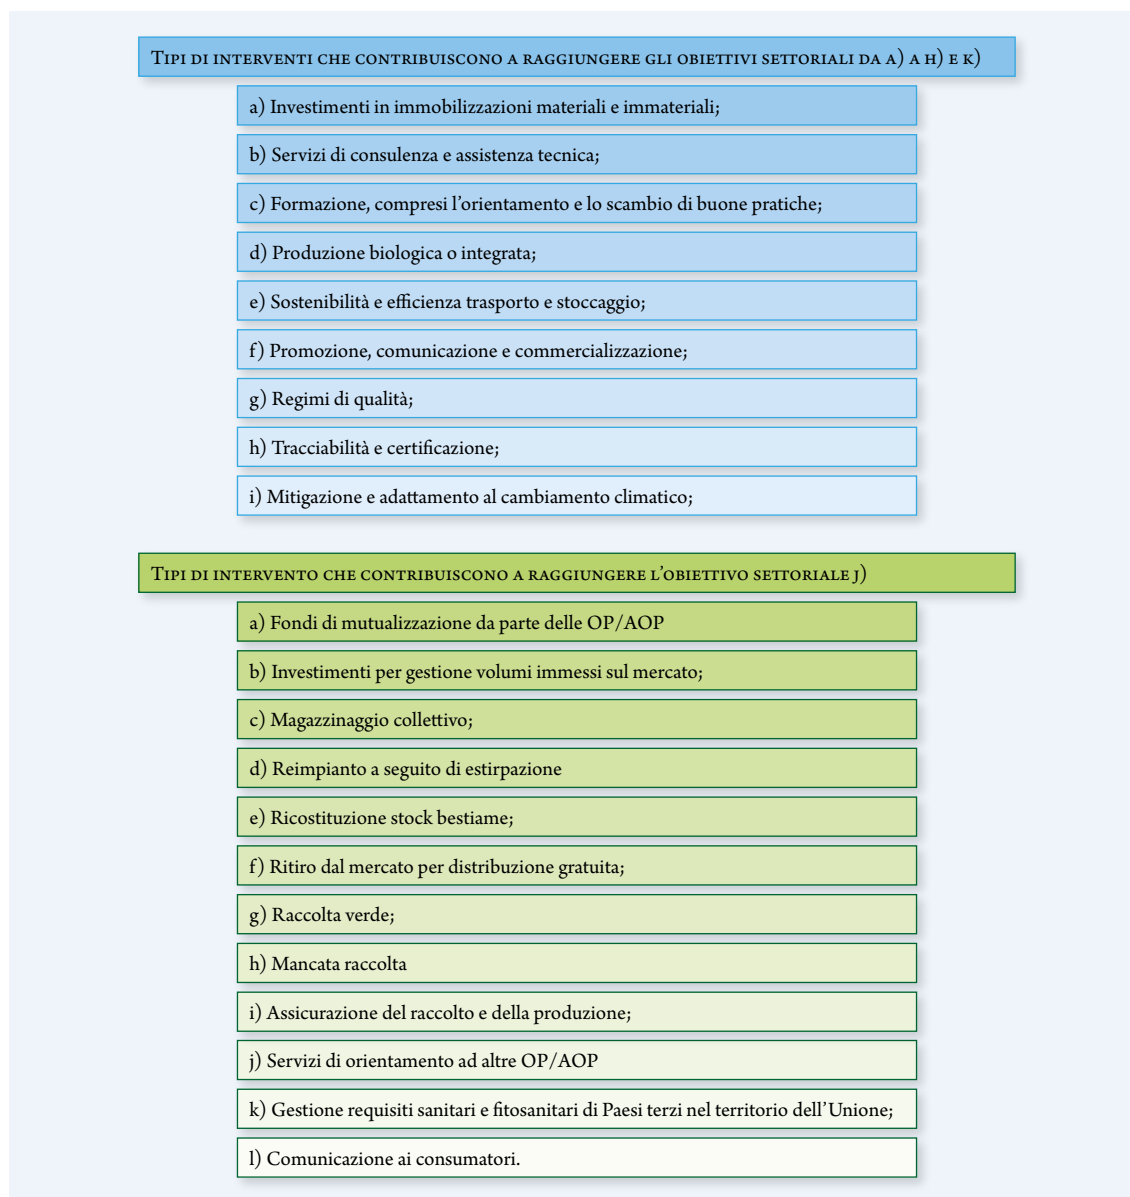 Tipi di interventi che contribuiscono a raggiungere gli obiettivi settoriali da a) a h) e k)
a) Investimenti in immobilizzazioni materiali e immateriali;
b) Servizi di consulenza e assistenza tecnica;
c) Formazione, compresi l’orientamento e lo scambio di buone pratiche;
d) Produzione biologica o integrata;
e) Sostenibilità e efficienza trasporto e stoccaggio;
f) Promozione, comunicazione e commercializzazione;
g) Regimi di qualità;
h) Tracciabilità e certificazione;
i) Mitigazione e adattamento al cambiamento climatico;
Tipi di intervento che contribuiscono a raggiungere l’obiettivo settoriale j)
a) Fondi di mutualizzazione da parte delle OP/AOP
b) Investimenti per gestione volumi immessi sul mercato;
c) Magazzinaggio collettivo;
d) Reimpianto a seguito di estirpazione
e) Ricostituzione stock bestiame;
f) Ritiro dal mercato per distribuzione gratuita;
g) Raccolta verde;
h) Mancata raccolta
i) Assicurazione del raccolto e della produzione;
j) Servizi di orientamento ad altre OP/AOP
k) Gestione requisiti sanitari e fitosanitari di Paesi terzi nel territorio dell’Unione;
l) Comunicazione ai consumatori.